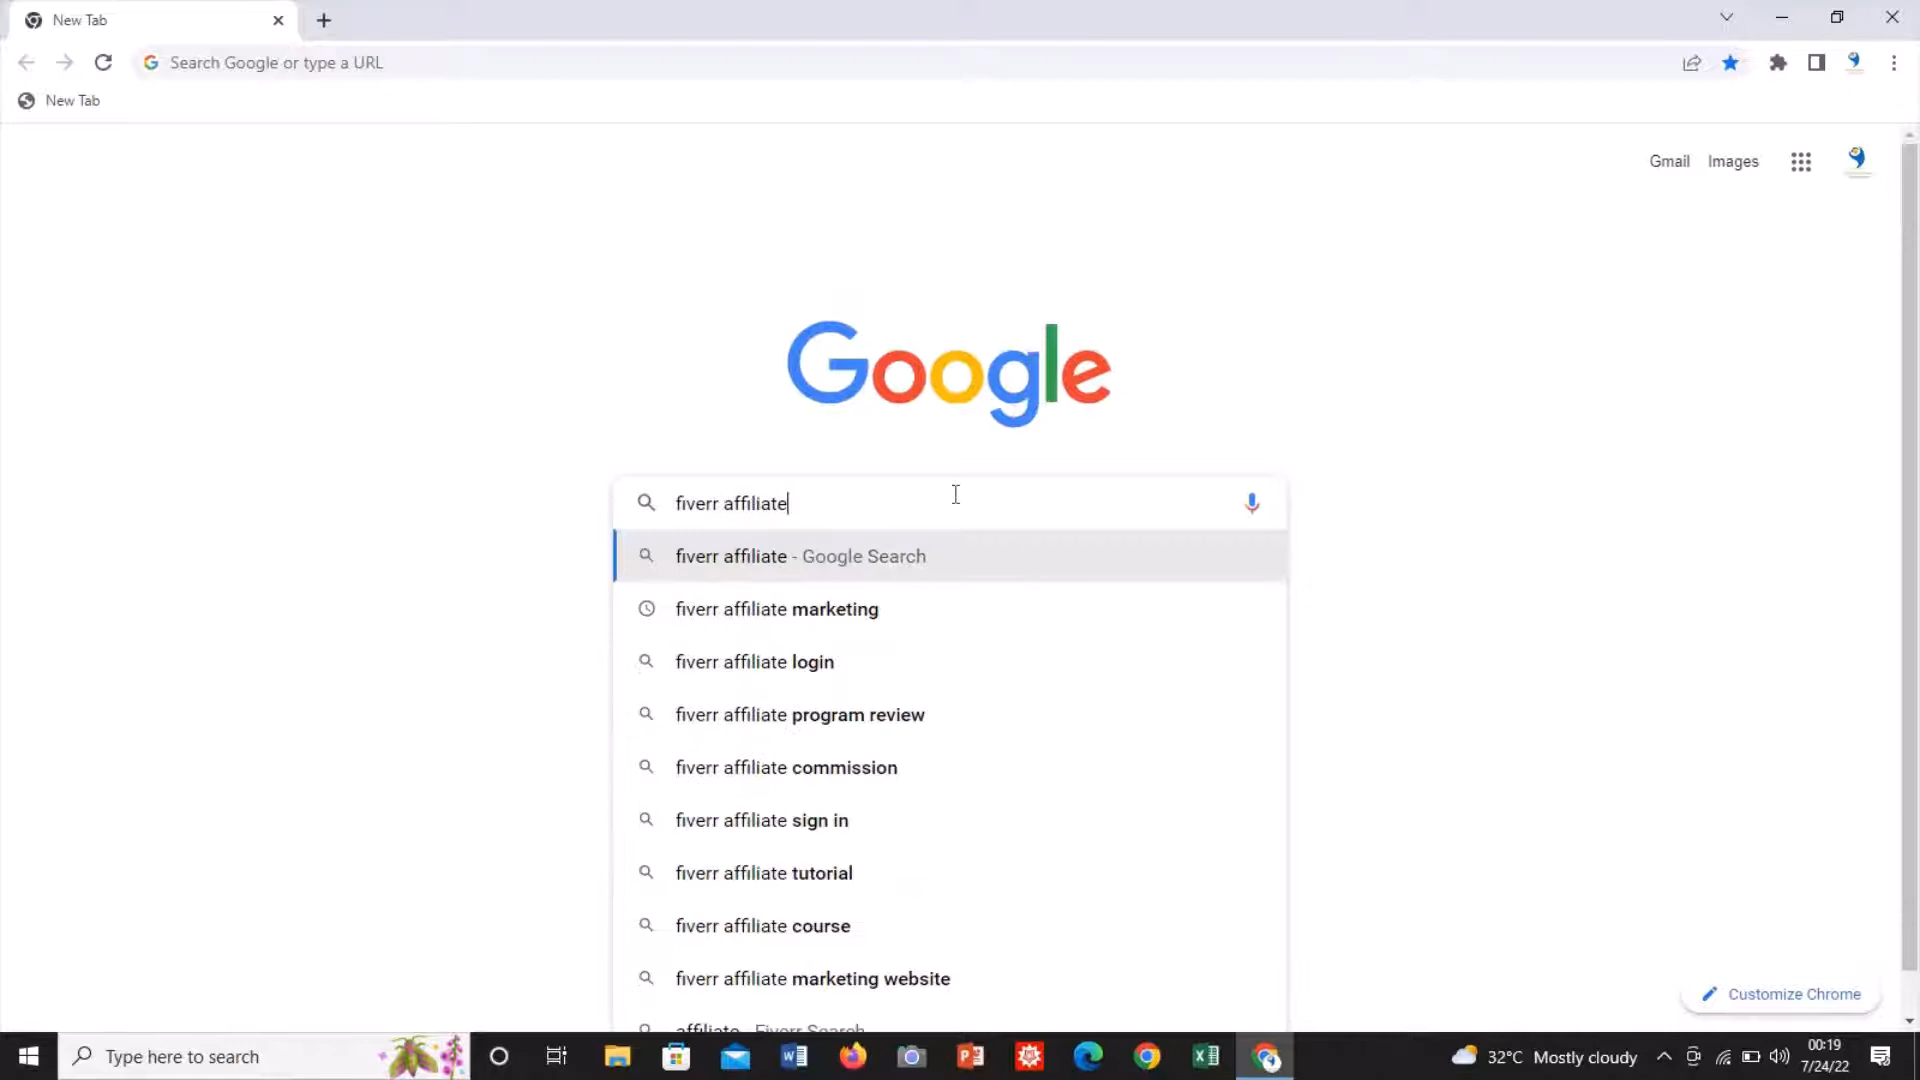 New Tab
Search Google or type a URL
New Tab
Gmail Images
Google
fiverr affiliate
fiverr affiliate - Google Search
fiverr affiliate marketing
fiverr affiliate login
fiverr affiliate program review
fiverr affiliate commission
fiverr affiliate sign in
fiverr affiliate tutorial
fiverr affiliate course
fiverr affiliate marketing website
affiliate - Fiverr Search
Customize Chrome
Type here to search
32°C Mostly cloudy
00:19
7/24/22